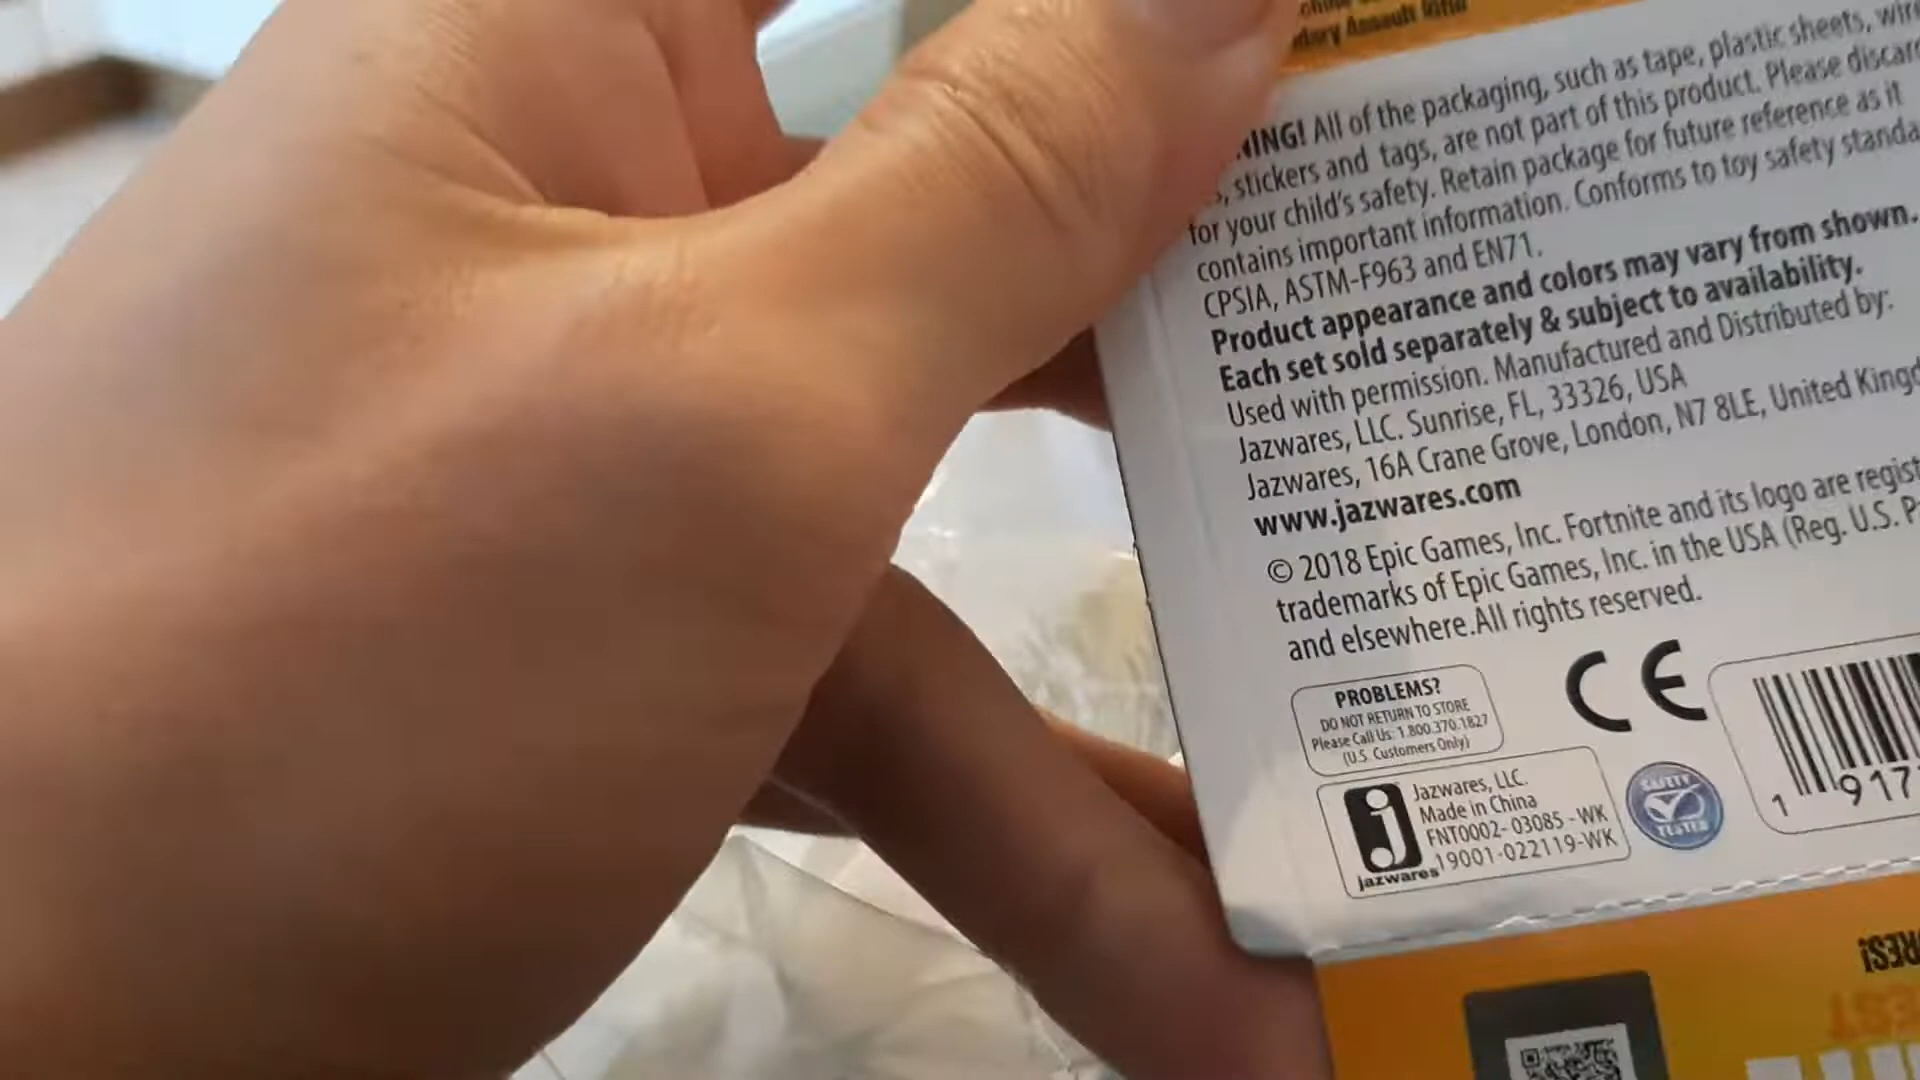 Assault Rifle
All of the packaging, such as tape, plastic sheets,
stickers and tags, are not part of this product. Please
for your child's safety. Retain package for future reference as it
contains important information. Conforms to toy safety
CPSIA, ASTM-F963 and EN71.
Product appearance and colors may vary from shown.
Each set sold separately & subject to availability.
Used with permission. Manufactured and Distributed by:
Jazwares, LLC. Sunrise, FL, 33326, USA
Jazwares, 16A Crane Grove, London, N7 8LE, United
www.jazwares.com
© 2018 Epic Games, Inc. Fortnite and its logo are
trademarks of Epic Games, Inc. in the USA (Reg. U.S.
and elsewhere.All rights reserved.
PROBLEMS?
DO NOT RETURN TO STORE
Please Call Us: 1.800.370.1827
(U.S. Customers Only)
CE
Jazwares, LLC.
Made in China
FNT0002- 03085 -WK
19001-022119-WK
jazwares
SAFETY
TESTED
1 917